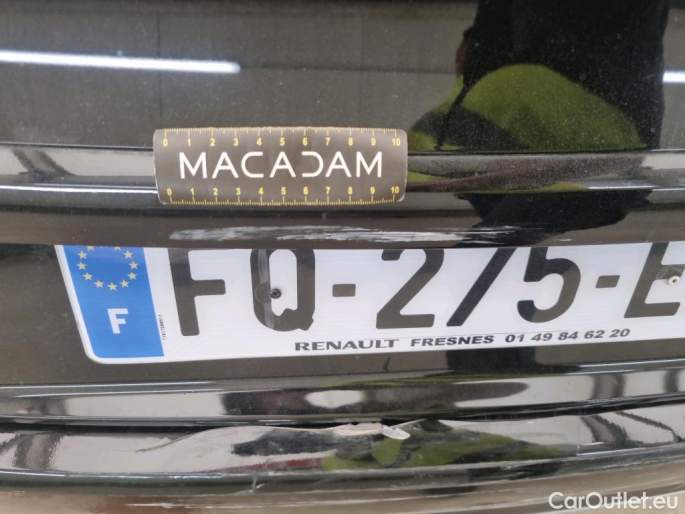 0 1 2 3 4 5 6 7 8 9 10
MACADAM
0 1 2 3 4 5 6 7 8 9 10
F
FQ-275-E
RENAULT FRESNES 01 49 84 62 20
CarOutlet.eu